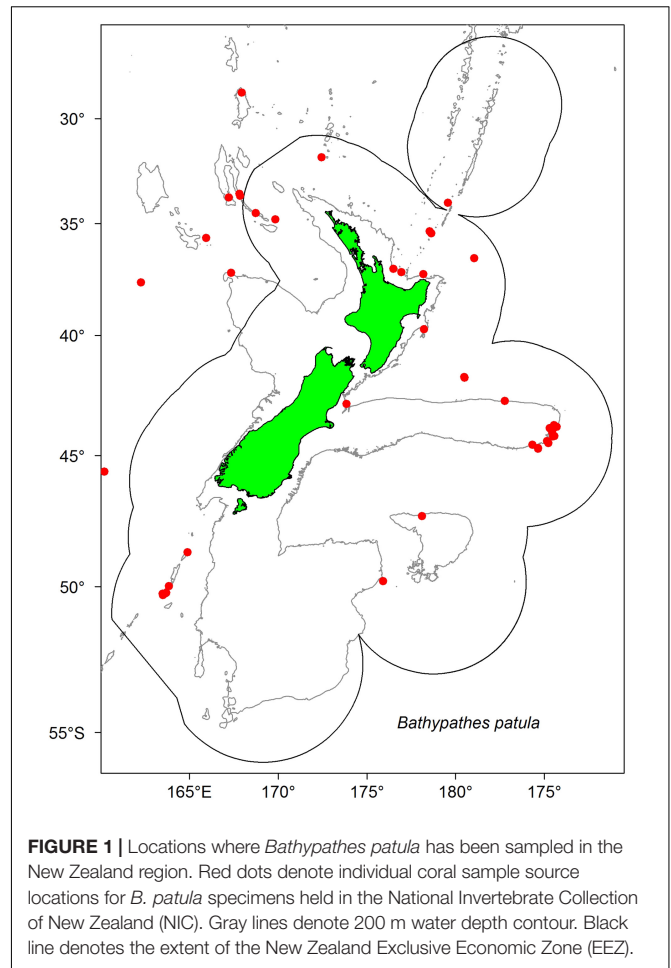 30°
35°
40°
45°
50°
55°S
Bathypathes patula
165°E 170° 175° 180° 175°
FIGURE 1 | Locations where Bathypathes patula has been sampled in the
New Zealand region. Red dots denote individual coral sample source
locations for B. patula specimens held in the National Invertebrate Collection
of New Zealand (NIC). Gray lines denote 200 m water depth contour. Black
line denotes the extent of the New Zealand Exclusive Economic Zone (EEZ).